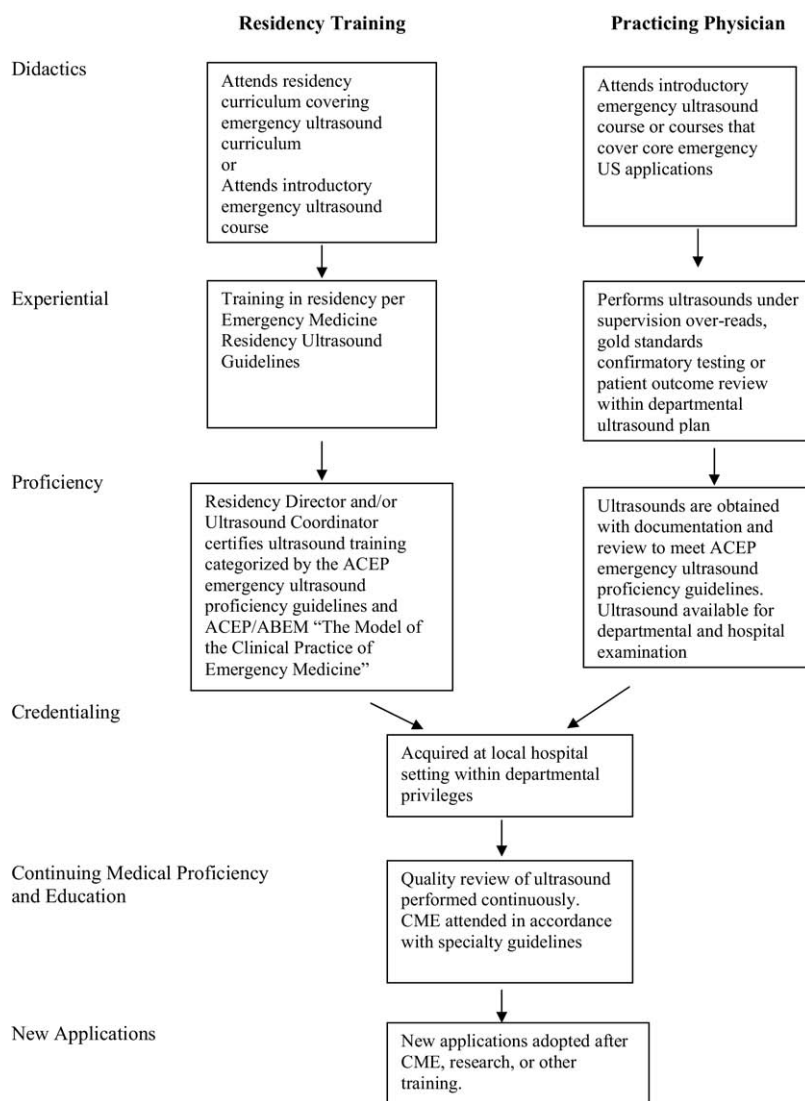 Residency Training
Practicing Physician
Didactics
Attends residency
curriculum covering
emergency ultrasound
curriculum
or
Attends introductory
emergency ultrasound
course
Attends introductory
emergency ultrasound
course or courses that
cover core emergency
US applications
Experiential
Training in residency per
Emergency Medicine
Residency Ultrasound
Guidelines
Performs ultrasounds under
supervision over-reads,
gold standards
confirmatory testing or
patient outcome review
within departmental
ultrasound plan
Proficiency
Residency Director and/or
Ultrasound Coordinator
certifies ultrasound training
categorized by the ACEP
emergency ultrasound
proficiency guidelines and
ACEP/ABEM “The Model of
the Clinical Practice of
Emergency Medicine”
Ultrasounds are obtained
with documentation and
review to meet ACEP
emergency ultrasound
proficiency guidelines.
Ultrasound available for
departmental and hospital
examination
Credentialing
Acquired at local hospital
setting within departmental
privileges
Continuing Medical Proficiency
and Education
Quality review of ultrasound
performed continuously.
CME attended in accordance
with specialty guidelines
New Applications
New applications adopted after
CME, research, or other
training.